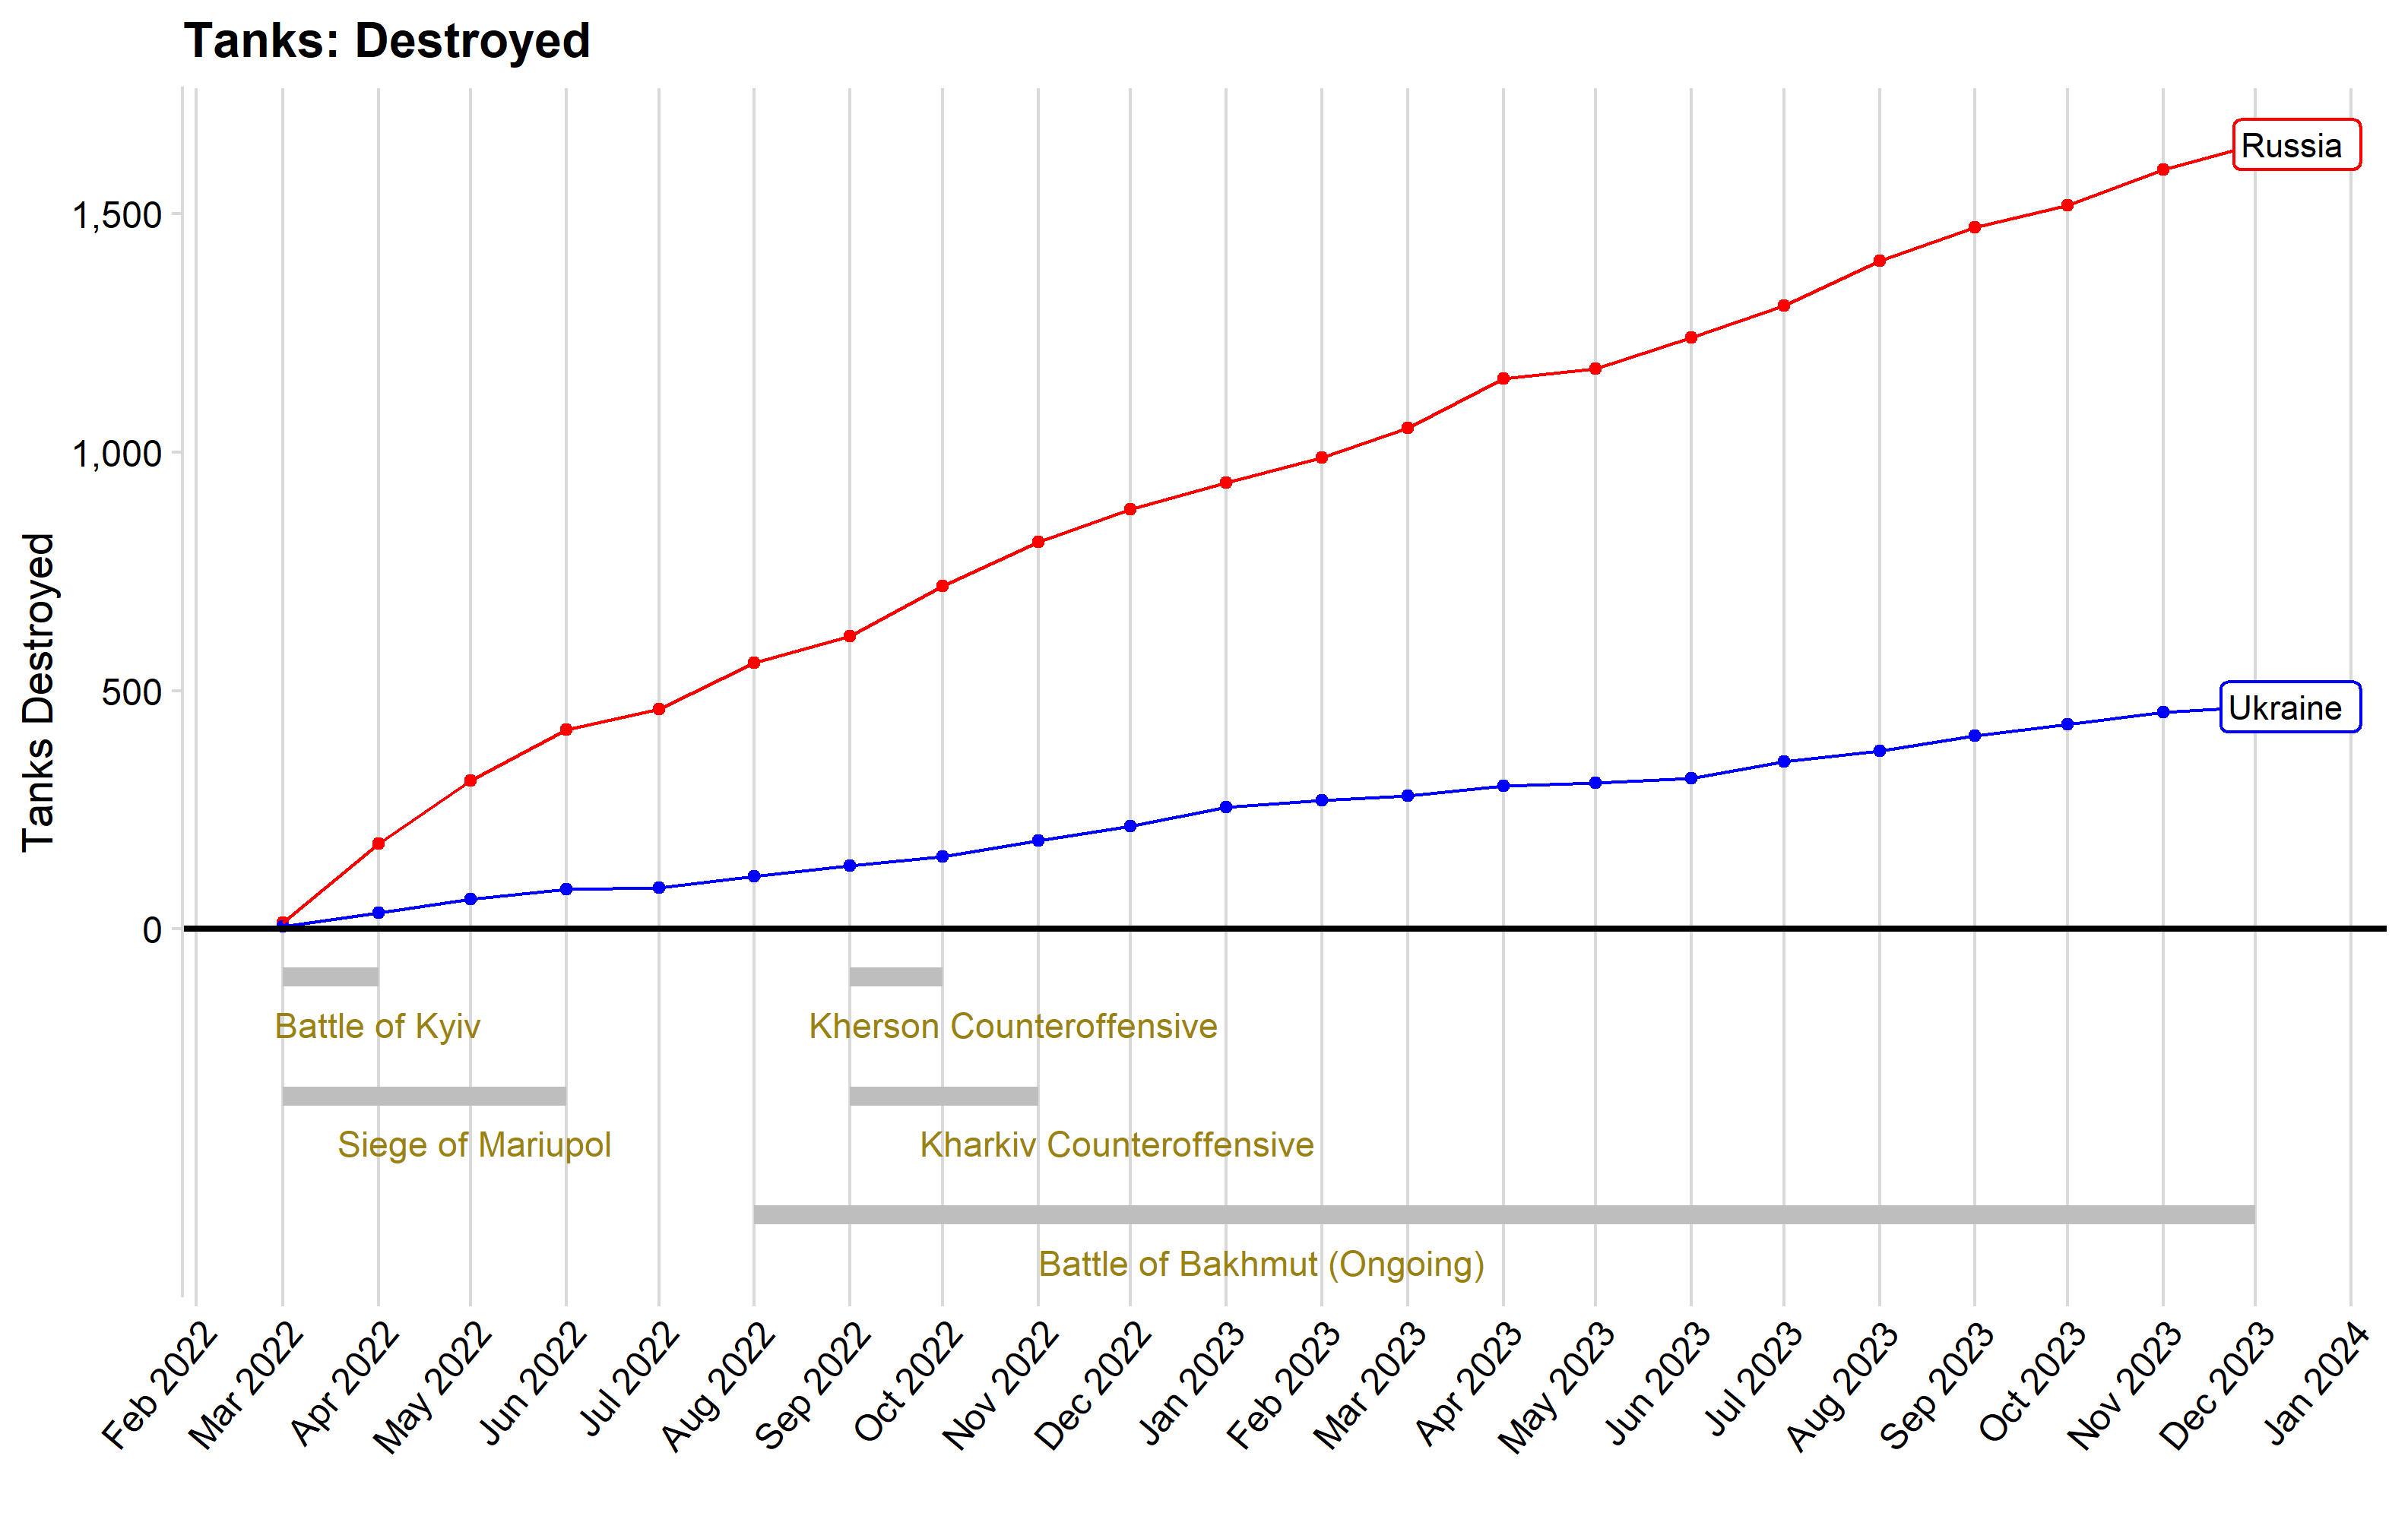 Tanks: Destroyed
Tanks Destroyed
1,500
1,000
500
0
Russia
Ukraine
Battle of Kyiv
Kherson Counteroffensive
Siege of Mariupol
Kharkiv Counteroffensive
Battle of Bakhmut (Ongoing)
Feb 2022
Mar 2022
Apr 2022
May 2022
Jun 2022
Jul 2022
Aug 2022
Sep 2022
Oct 2022
Nov 2022
Dec 2022
Jan 2023
Feb 2023
Mar 2023
Apr 2023
May 2023
Jun 2023
Jul 2023
Aug 2023
Sep 2023
Oct 2023
Nov 2023
Dec 2023
Jan 2024